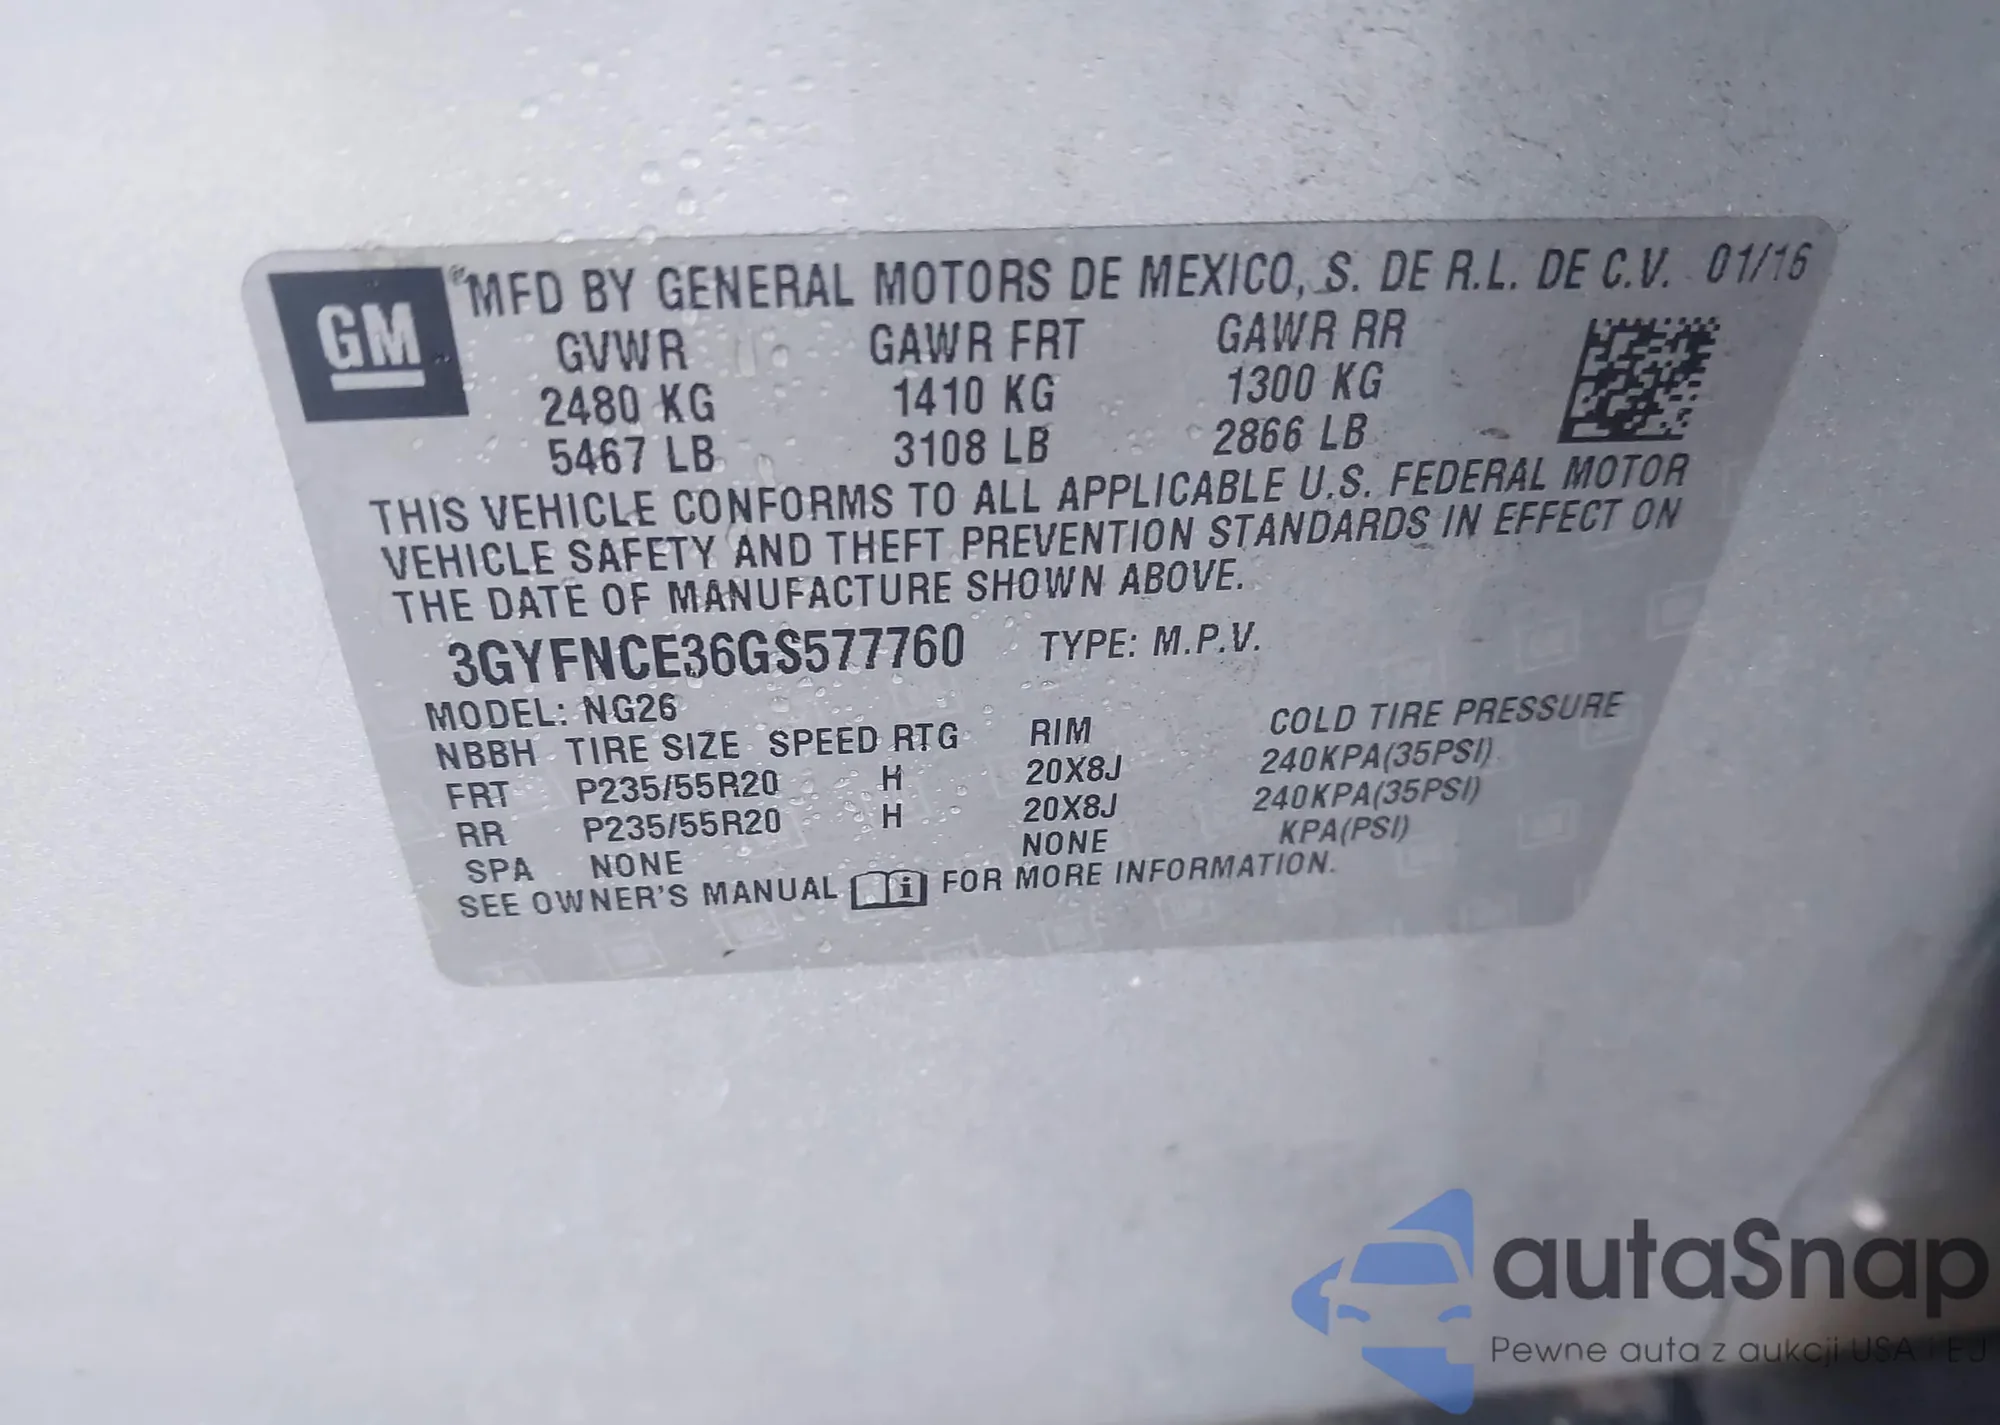 GM
MFD BY GENERAL MOTORS DE MEXICO, S. DE R.L. DE C.V. 01/16
GVWR GAWR FRT GAWR RR
2480 KG 1410 KG 1300 KG
5467 LB 3108 LB 2866 LB
THIS VEHICLE CONFORMS TO ALL APPLICABLE U.S. FEDERAL MOTOR
VEHICLE SAFETY AND THEFT PREVENTION STANDARDS IN EFFECT ON
THE DATE OF MANUFACTURE SHOWN ABOVE.
3GYFNCE36GS577760 TYPE: M.P.V.
MODEL: NG26
NBBH TIRE SIZE SPEED RTG RIM COLD TIRE PRESSURE
FRT P235/55R20 H 20X8J 240KPA(35PSI)
RR P235/55R20 H 20X8J 240KPA(35PSI)
SPA NONE NONE KPA(PSI)
SEE OWNER'S MANUAL FOR MORE INFORMATION.
autaSnap
Pewne auta z aukcji USA i EU